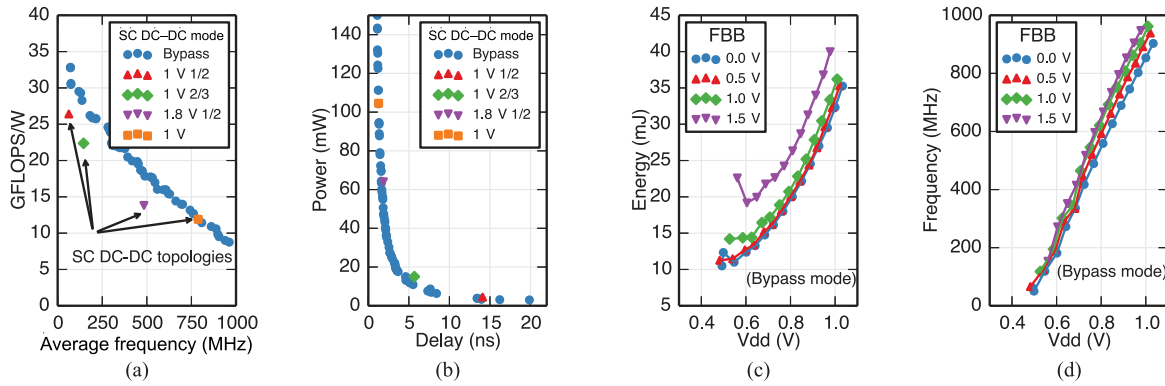 40
35
30
25
20
15
10
5
0
GFLOPS/W
SC DC–DC mode
Bypass
1 V 1/2
1 V 2/3
1.8 V 1/2
1 V
SC DC-DC topologies
0 250 500 750 1000
Average frequency (MHz)
(a)
140
120
100
80
60
40
20
0
Power (mW)
SC DC–DC mode
Bypass
1 V 1/2
1 V 2/3
1.8 V 1/2
1 V
0 5 10 15 20
Delay (ns)
(b)
45
40
35
30
25
20
15
10
5
Energy (mJ)
FBB
0.0 V
0.5 V
1.0 V
1.5 V
(Bypass mode)
0.4 0.6 0.8 1.0
Vdd (V)
(c)
1000
800
600
400
200
0
Frequency (MHz)
FBB
0.0 V
0.5 V
1.0 V
1.5 V
(Bypass mode)
0.4 0.6 0.8 1.0
Vdd (V)
(d)